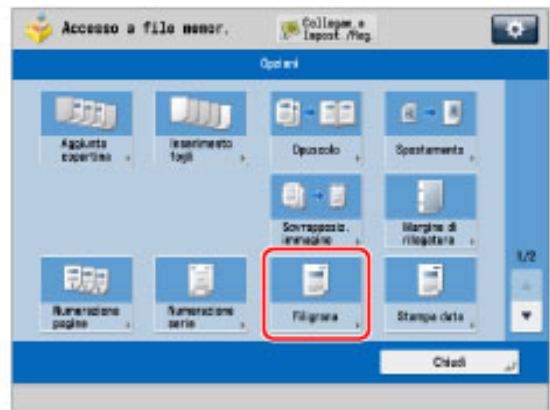 Accesso a file memor.
Collegam. e
Impost./Reg.
Opzioni
Aggiunta
copertina
Inserimento
fogli
Opuscolo
Spostamento
Sovrapposiz.
immagine
Margine di
rilegatura
1/2
Numerazione
pagine
Numerazione
serie
Filigrana
Stampa data
Chiudi